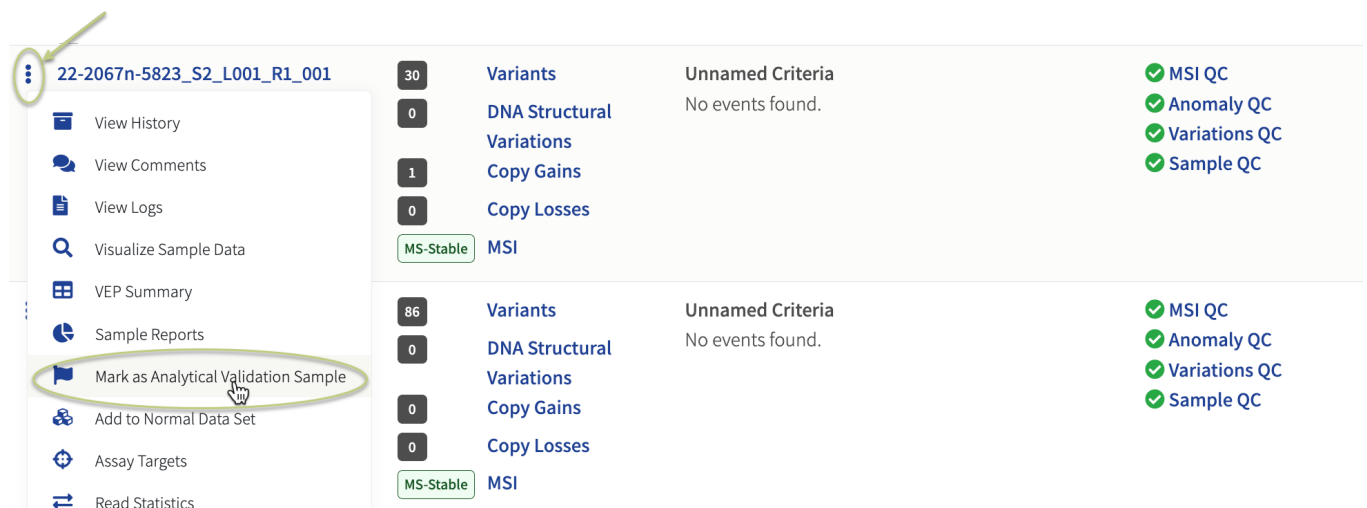 22-2067n-5823_S2_L001_R1_001
View History
View Comments
View Logs
Visualize Sample Data
VEP Summary
Sample Reports
Mark as Analytical Validation Sample
Add to Normal Data Set
Assay Targets
Read Statistics
30 Variants
0 DNA Structural
Variations
1 Copy Gains
0 Copy Losses
MS-Stable MSI
Unnamed Criteria
No events found.
MSI QC
Anomaly QC
Variations QC
Sample QC
86 Variants
0 DNA Structural
Variations
0 Copy Gains
0 Copy Losses
MS-Stable MSI
Unnamed Criteria
No events found.
MSI QC
Anomaly QC
Variations QC
Sample QC